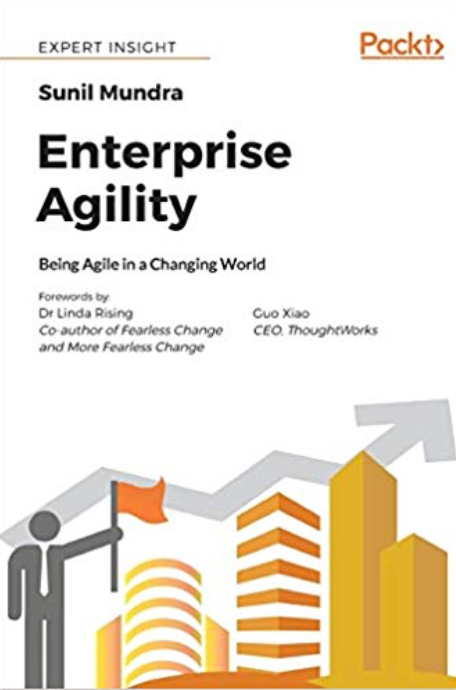 EXPERT INSIGHT
Packt>
Sunil Mundra
Enterprise
Agility
Being Agile in a Changing World
Forewords by
Dr Linda Rising
Co-author of Fearless Change
and More Fearless Change
Guo Xiao
CEO, ThoughtWorks